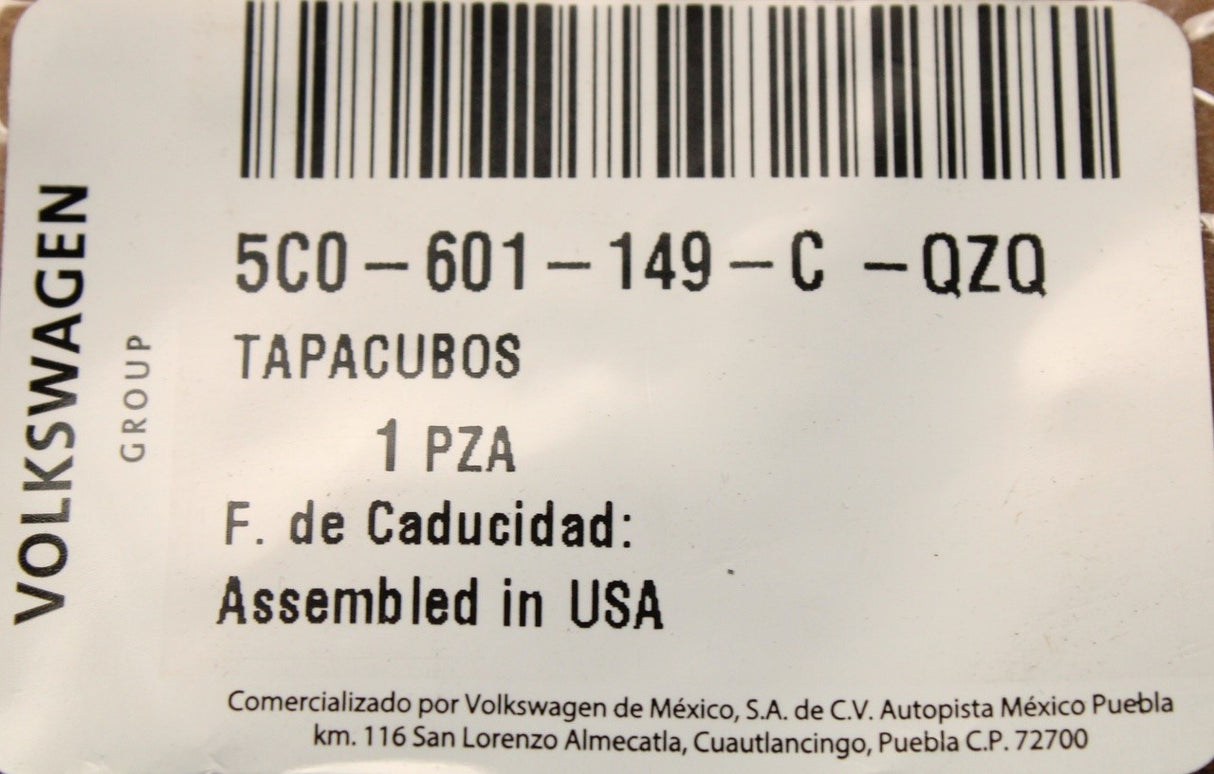 VOLKSWAGEN
GROUP
5C0-601-149-C -QZQ
TAPACUBOS
1 PZA
F. de Caducidad:
Assembled in USA
Comercializado por Volkswagen de México, S.A. de C.V. Autopista México Puebla
km. 116 San Lorenzo Almecatla, Cuautlancingo, Puebla C.P. 72700